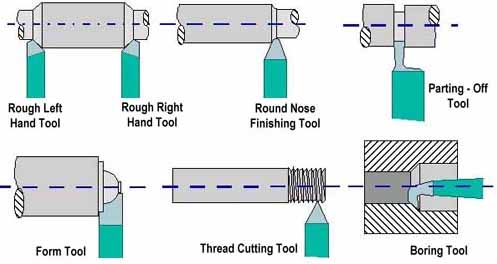 Rough Left
Hand Tool
Rough Right
Hand Tool
Round Nose
Finishing Tool
Parting - Off
Tool
Form Tool
Thread Cutting Tool
Boring Tool